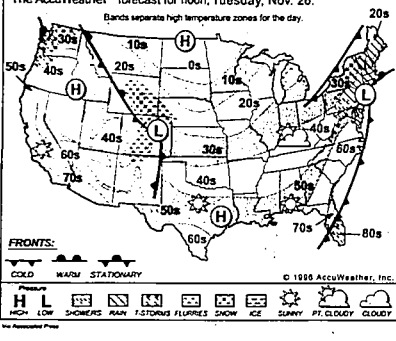 The AccuWeather® forecast for noon, Tuesday, Nov. 26.
Bands separate high temperature zones for the day.
20s
30s
10s
H
0s
50s
40s
20s
10s
30s
H
L
20s
L
40s
40s
60s
30s
60s
70s
40s
50s
50s
H
70s
60s
80s
FRONTS:
COLD WARM STATIONARY
© 1996 AccuWeather, Inc.
Pressure
H L
HIGH LOW SHOWERS RAIN T-STORMS FLURRIES SNOW ICE SUNNY PT. CLOUDY CLOUDY
Via Associated Press